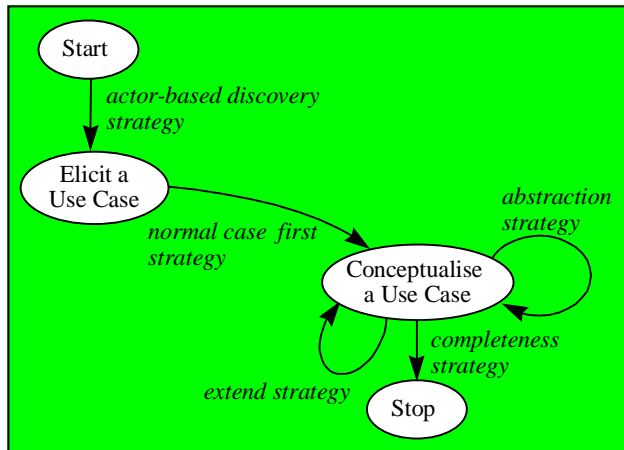 Start
actor-based discovery
strategy
Elicit a
Use Case
normal case first
strategy
abstraction
strategy
Conceptualise
a Use Case
extend strategy
completeness
strategy
Stop